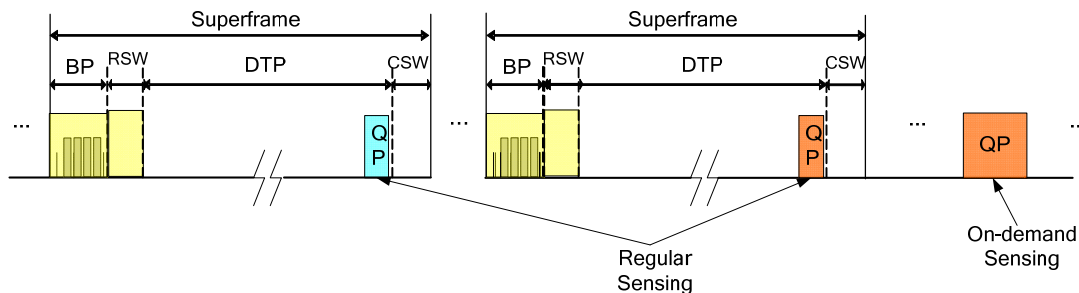 Superframe
Superframe
BP
RSW
DTP
CSW
BP
RSW
DTP
CSW
...
Q
P
...
Q
P
...
QP
...
Regular
Sensing
On-demand
Sensing